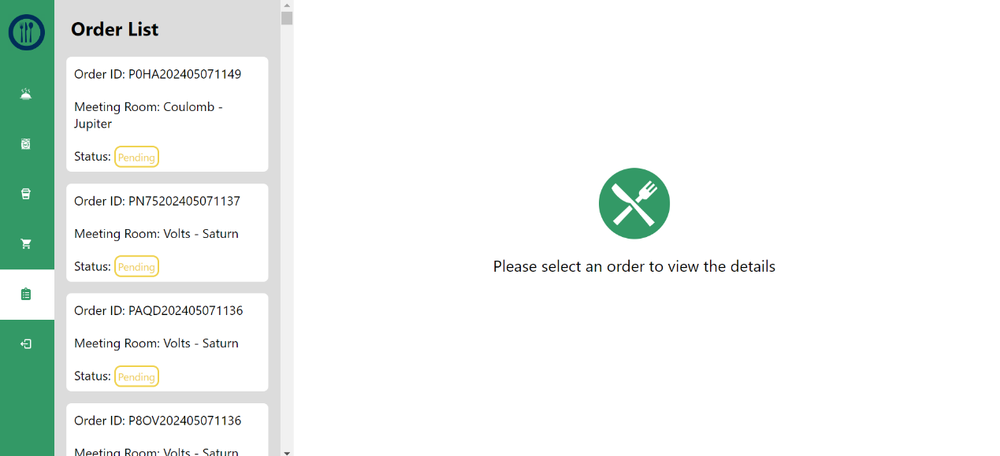 Order List
Order ID: P0HA202405071149
Meeting Room: Coulomb -
Jupiter
Status: Pending
Order ID: PN75202405071137
Meeting Room: Volts - Saturn
Status: Pending
Order ID: PAQD202405071136
Meeting Room: Volts - Saturn
Status: Pending
Order ID: P8OV202405071136
Meeting Room: Volts - Saturn
Please select an order to view the details